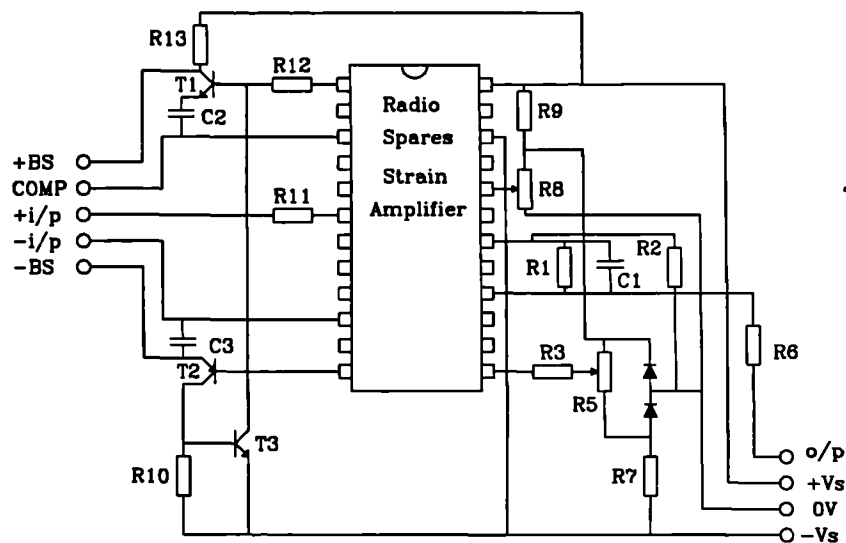 R13
R12
T1
C2
Radio
Spares
Strain
Amplifier
R9
R8
+BS
COMP
+i/p
-i/p
-BS
R11
R1
C1
R2
C3
T2
R3
R5
R6
T3
R10
R7
o/p
+Vs
0V
-Vs